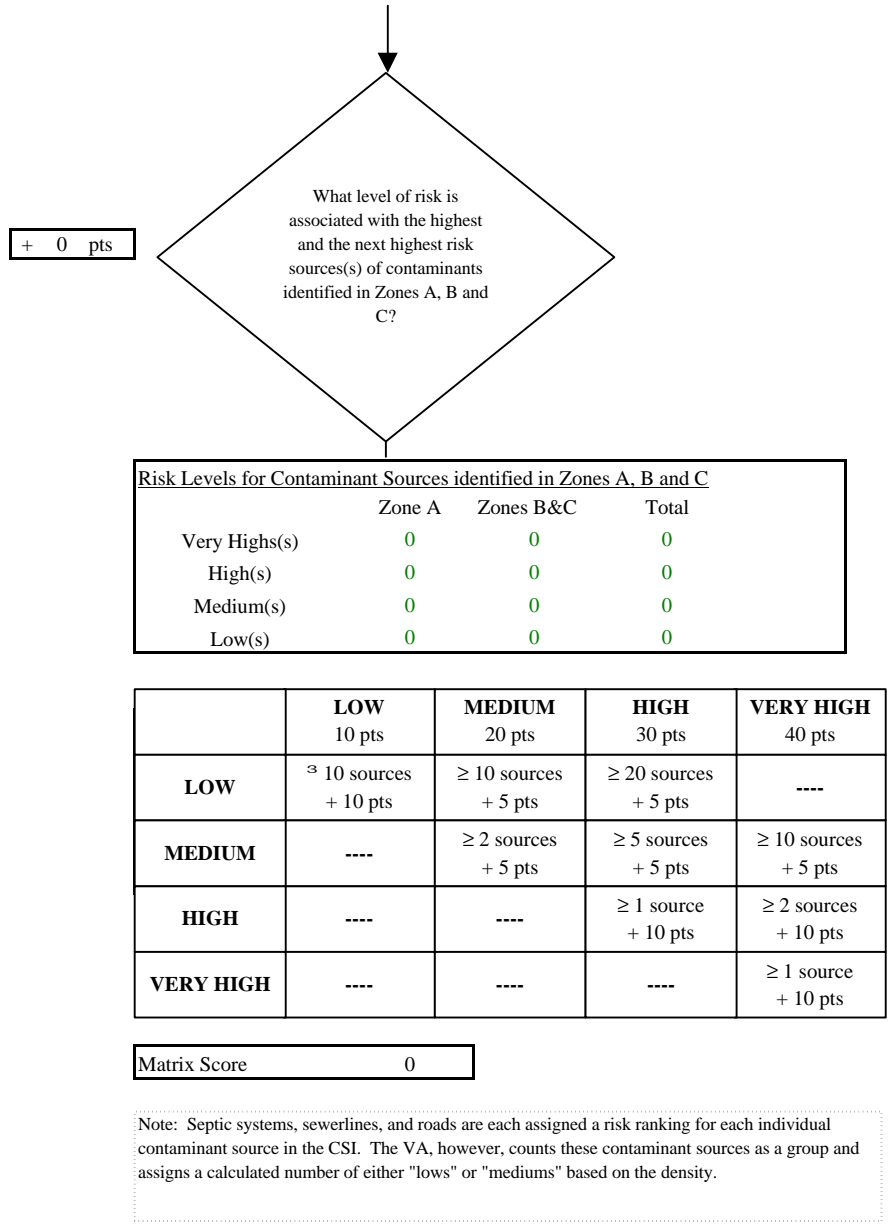 What level of risk is
associated with the highest
and the next highest risk
sources(s) of contaminants
identified in Zones A, B and
C?
+ 0 pts
Risk Levels for Contaminant Sources identified in Zones A, B and C
Zone A Zones B&C Total
Very Highs(s) 0 0 0
High(s) 0 0 0
Medium(s) 0 0 0
Low(s) 0 0 0
LOW MEDIUM HIGH VERY HIGH
10 pts 20 pts 30 pts 40 pts
LOW ³ 10 sources ≥ 10 sources ≥ 20 sources ----
+ 10 pts + 5 pts + 5 pts
MEDIUM ---- ≥ 2 sources ≥ 5 sources ≥ 10 sources
+ 5 pts + 5 pts + 5 pts
HIGH ---- ---- ≥ 1 source ≥ 2 sources
+ 10 pts + 10 pts
VERY HIGH ---- ---- ---- ≥ 1 source
+ 10 pts
Matrix Score 0
Note: Septic systems, sewerlines, and roads are each assigned a risk ranking for each individual
contaminant source in the CSI. The VA, however, counts these contaminant sources as a group and
assigns a calculated number of either "lows" or "mediums" based on the density.